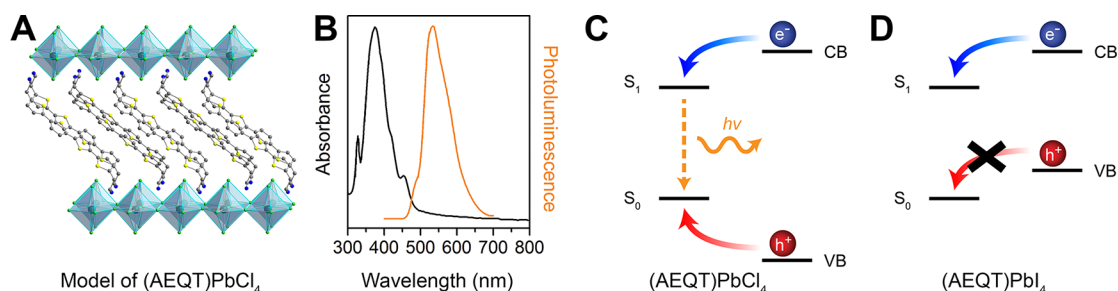 A
Model of (AEQT)PbCl₄
B
Absorbance
Photoluminescence
300 400 500 600 700 800
Wavelength (nm)
C
e⁻
CB
S₁
hv
S₀
h⁺
VB
(AEQT)PbCl₄
D
e⁻
CB
S₁
h⁺
VB
S₀
(AEQT)PbI₄